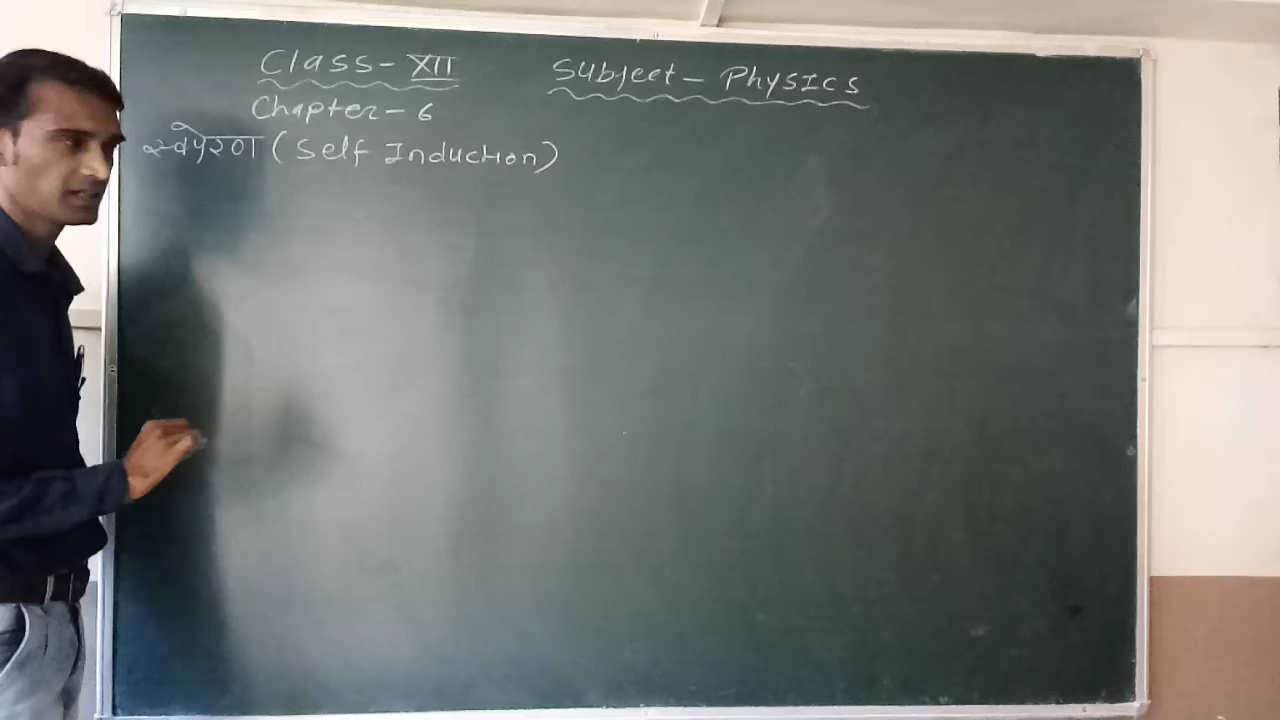 Class - XII Subject - Physics
Chapter - 6
स्वप्रेरण (Self Induction)